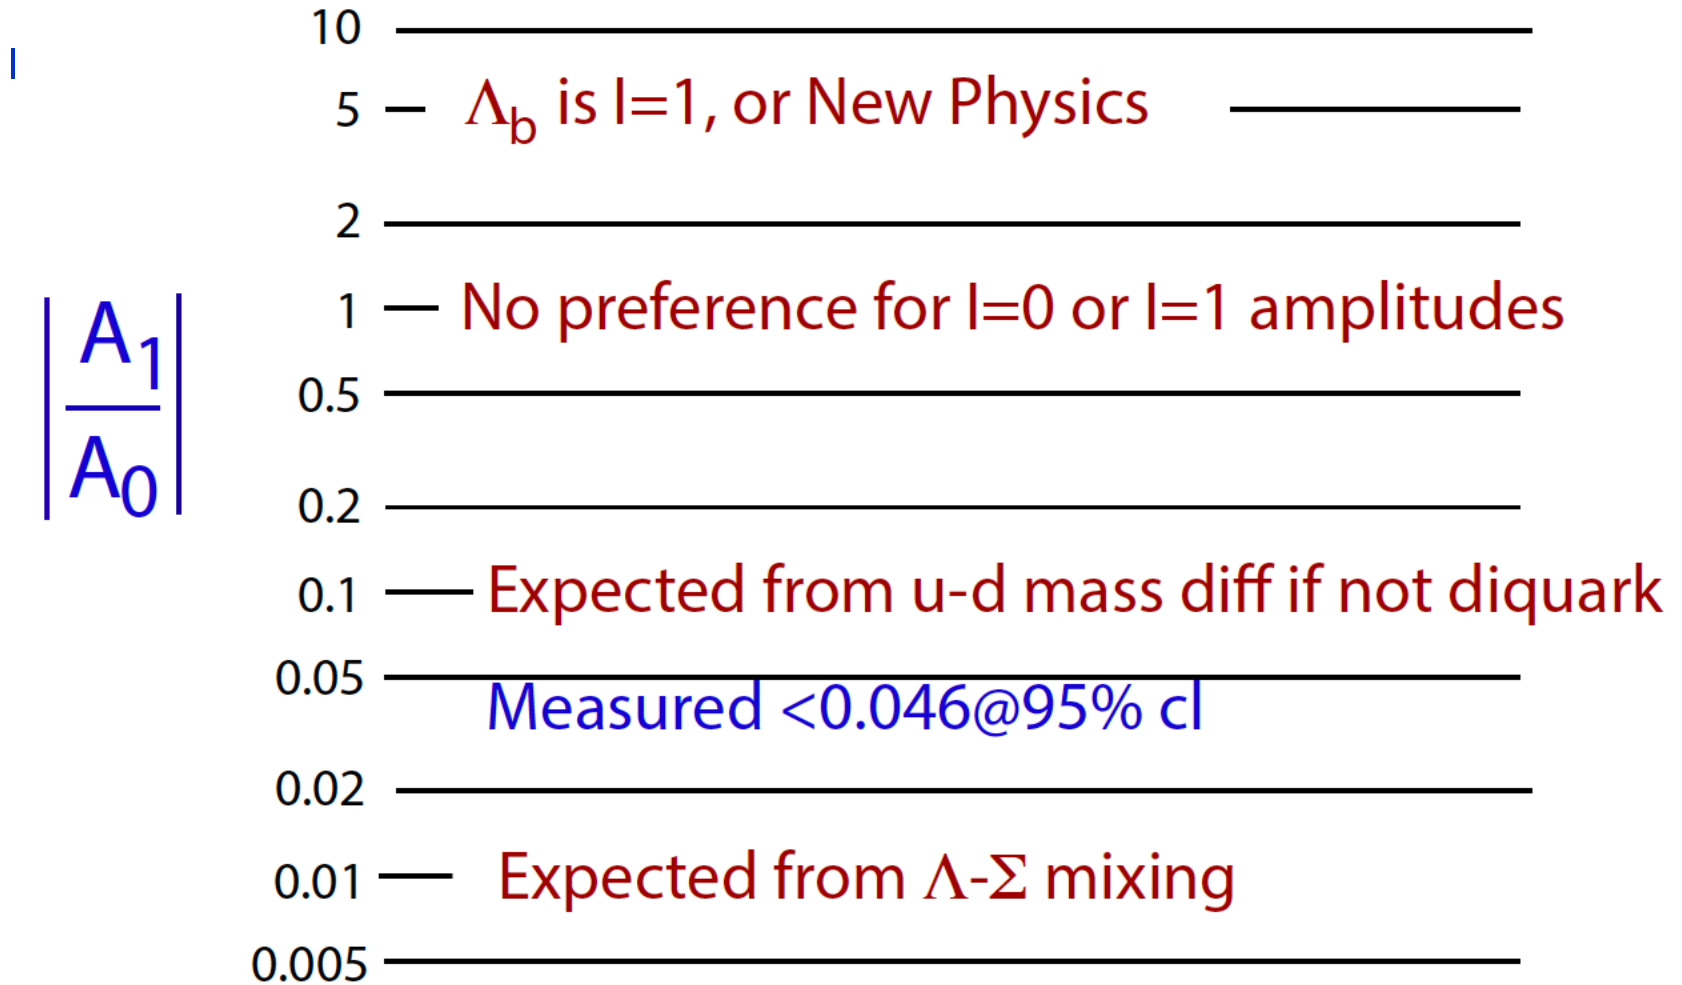 10
5 Λb is I=1, or New Physics
2
1 No preference for I=0 or I=1 amplitudes
|A1/A0|
0.5
0.2
0.1 Expected from u-d mass diff if not diquark
0.05
Measured <0.046@95% cl
0.02
0.01 Expected from Λ-Σ mixing
0.005